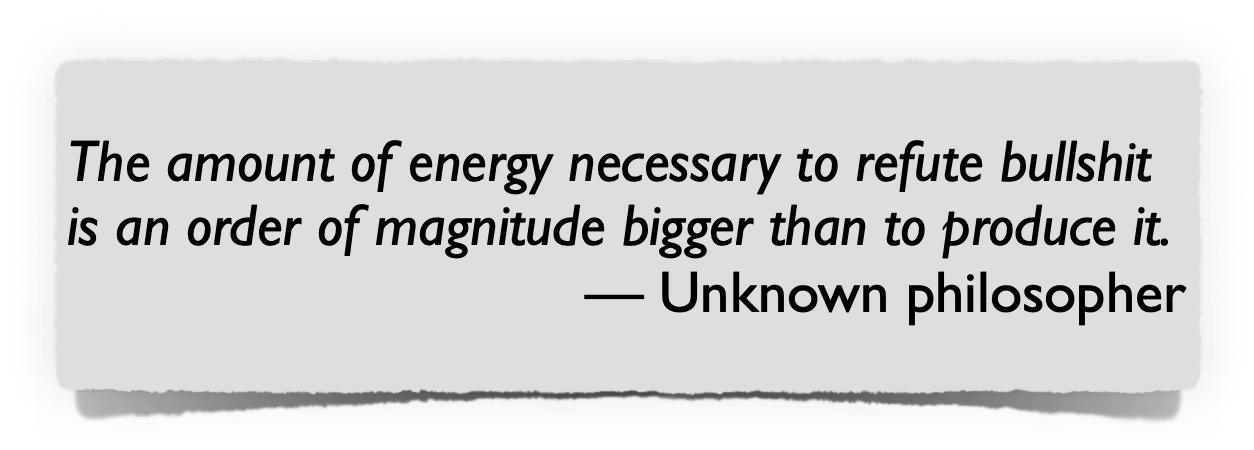 The amount of energy necessary to refute bullshit
is an order of magnitude bigger than to produce it.
— Unknown philosopher